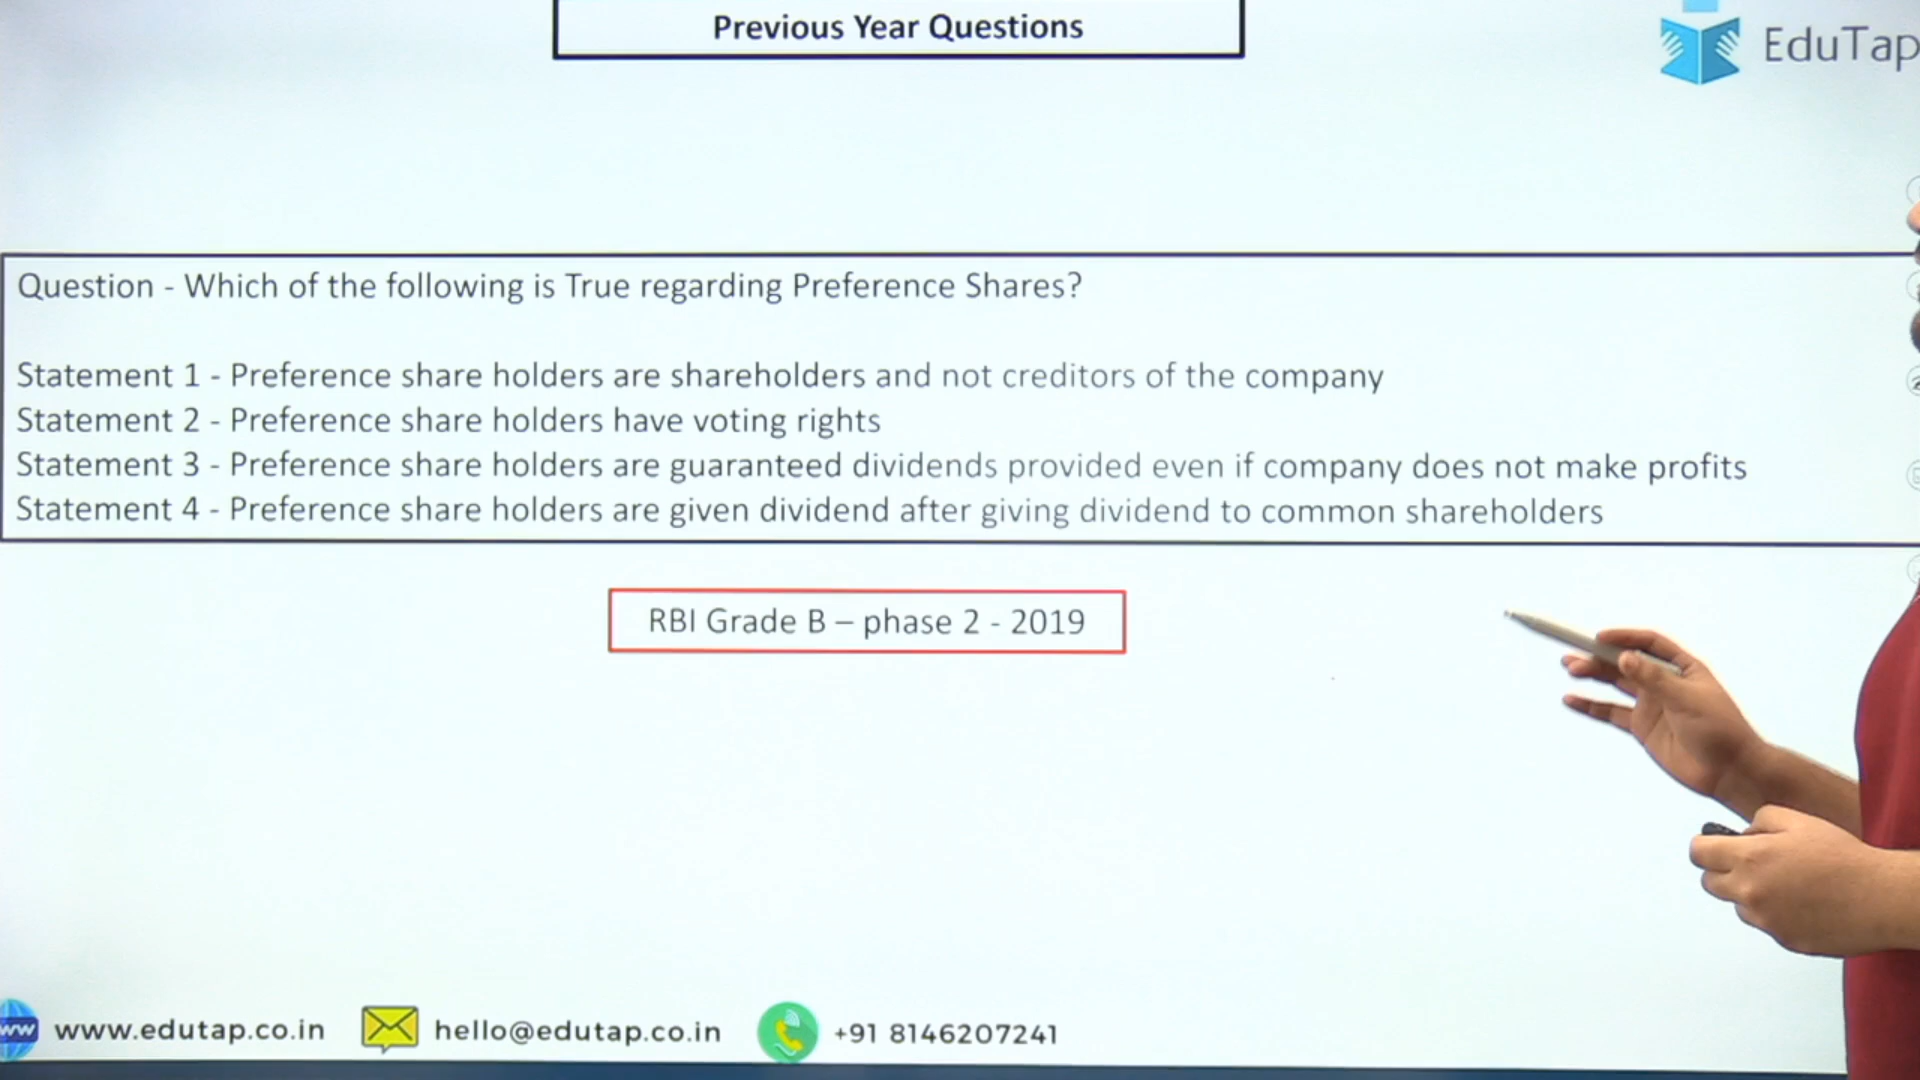 Previous Year Questions
EduTap
Question - Which of the following is True regarding Preference Shares?
Statement 1 - Preference share holders are shareholders and not creditors of the company
Statement 2 - Preference share holders have voting rights
Statement 3 - Preference share holders are guaranteed dividends provided even if company does not make profits
Statement 4 - Preference share holders are given dividend after giving dividend to common shareholders
RBI Grade B – phase 2 - 2019
www.edutap.co.in
hello@edutap.co.in
+91 8146207241